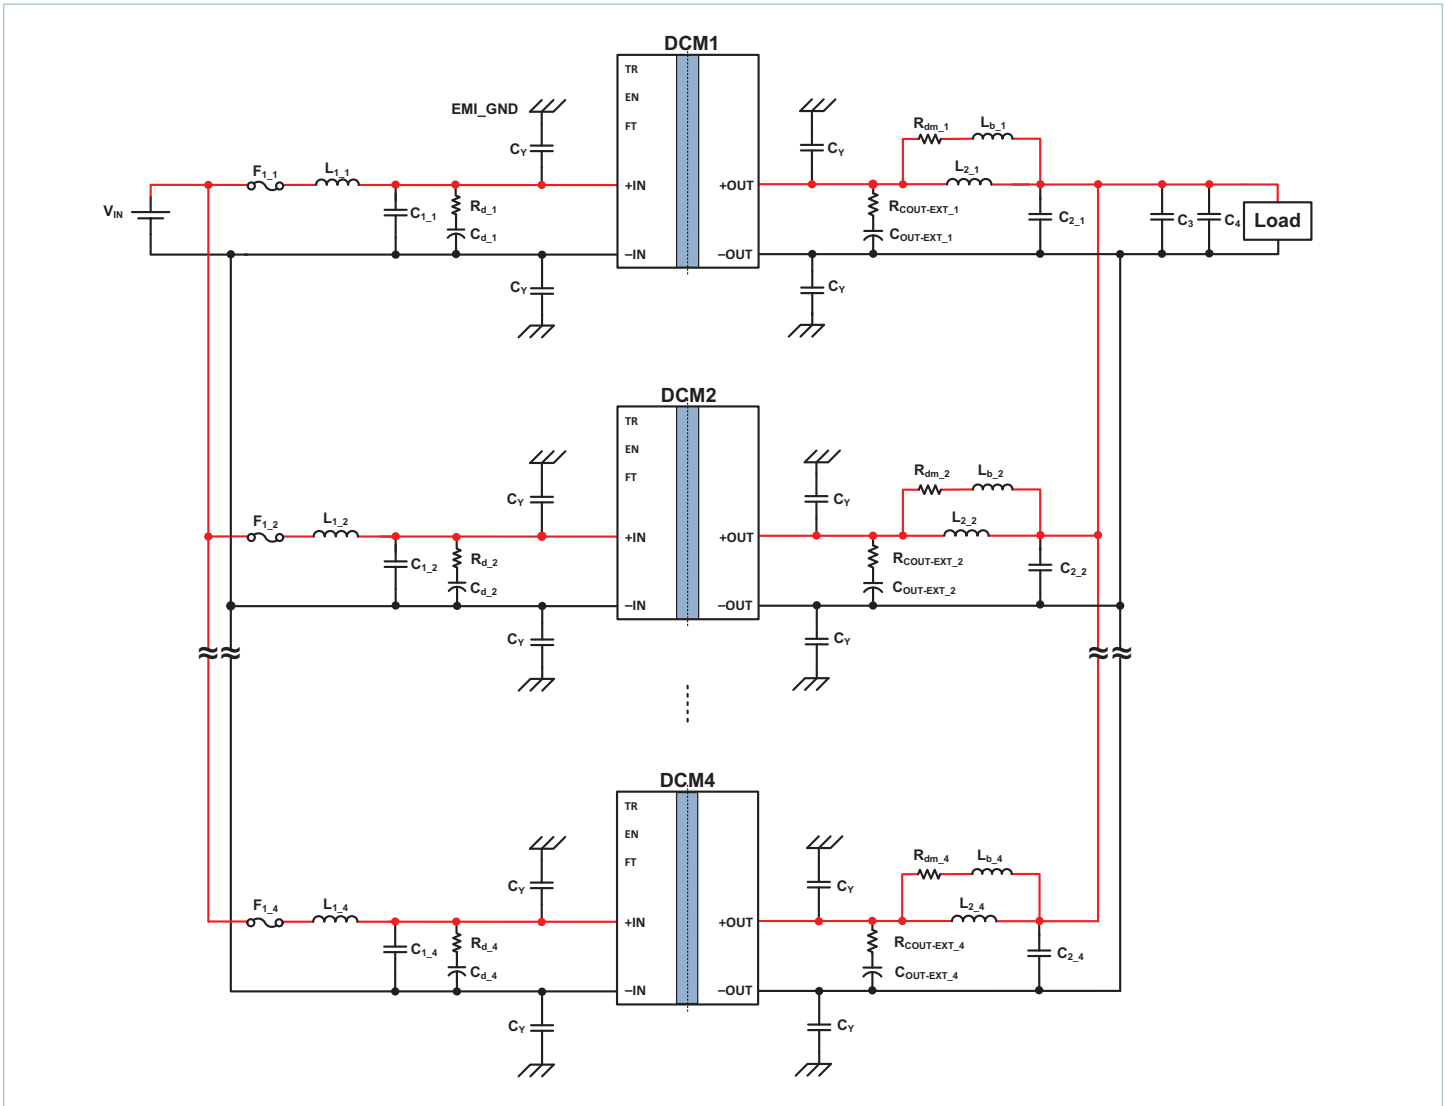 DCM1
TR
EN
FT
+IN
–IN
+OUT
–OUT
EMI_GND
CY
CY
CY
CY
VIN
F1_1
L1_1
C1_1
Rd_1
Cd_1
Rdm_1
Lb_1
L2_1
RCOUT-EXT_1
COUT-EXT_1
C2_1
C3
C4
Load
DCM2
TR
EN
FT
+IN
–IN
+OUT
–OUT
CY
CY
CY
CY
F1_2
L1_2
C1_2
Rd_2
Cd_2
Rdm_2
Lb_2
L2_2
RCOUT-EXT_2
COUT-EXT_2
C2_2
DCM4
TR
EN
FT
+IN
–IN
+OUT
–OUT
CY
CY
CY
CY
F1_4
L1_4
C1_4
Rd_4
Cd_4
Rdm_4
Lb_4
L2_4
RCOUT-EXT_4
COUT-EXT_4
C2_4